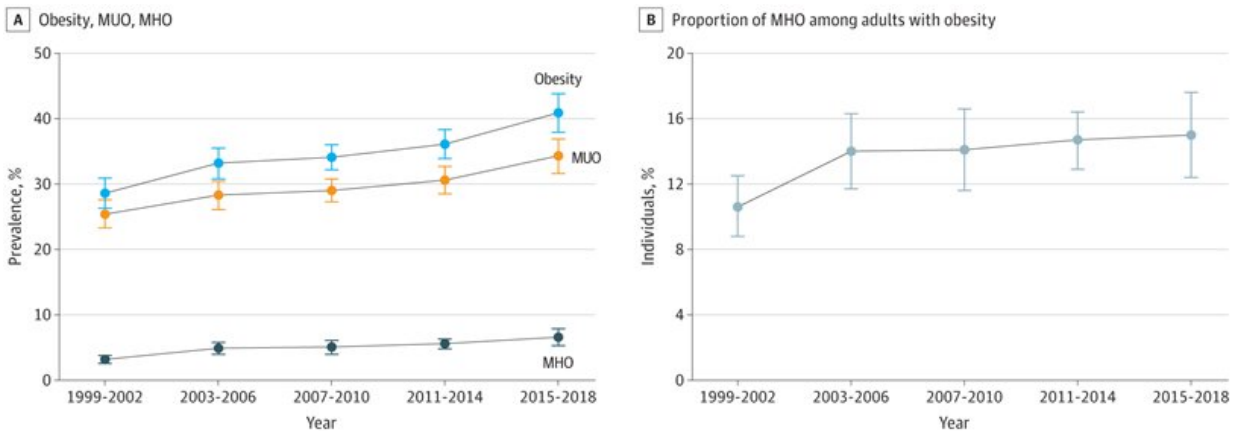 A Obesity, MUO, MHO
50
40
30
20
10
0
Prevalence, %
Obesity
MUO
MHO
1999-2002 2003-2006 2007-2010 2011-2014 2015-2018
Year
B Proportion of MHO among adults with obesity
20
16
12
8
4
0
Individuals, %
1999-2002 2003-2006 2007-2010 2011-2014 2015-2018
Year